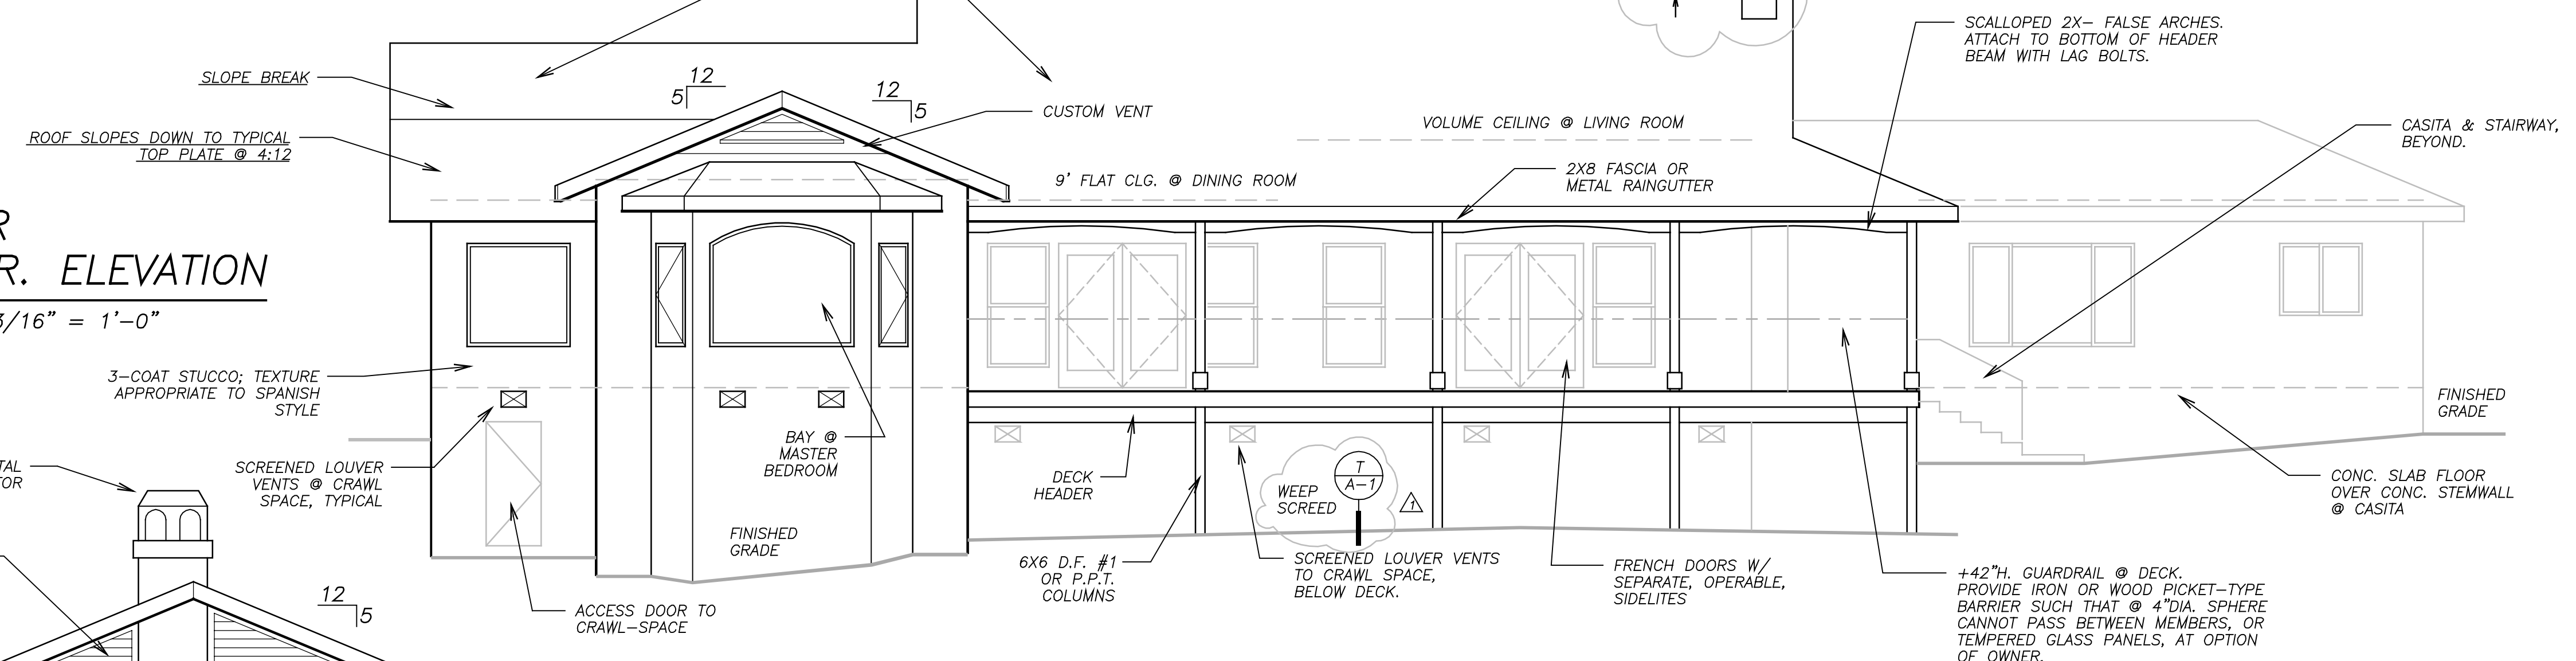 SCALLOPED 2X- FALSE ARCHES.
ATTACH TO BOTTOM OF HEADER
BEAM WITH LAG BOLTS.
SLOPE BREAK
12
5
12
5
CUSTOM VENT
VOLUME CEILING @ LIVING ROOM
CASITA & STAIRWAY,
BEYOND.
ROOF SLOPES DOWN TO TYPICAL
TOP PLATE @ 4:12
9' FLAT CLG. @ DINING ROOM
2X8 FASCIA OR
METAL RAINGUTTER
R
R. ELEVATION
3/16" = 1'-0"
3-COAT STUCCO; TEXTURE
APPROPRIATE TO SPANISH
STYLE
FINISHED
GRADE
BAY @
MASTER
BEDROOM
SCREENED LOUVER
VENTS @ CRAWL
SPACE, TYPICAL
DECK
HEADER
WEEP
SCREED
T
A-1
1
CONC. SLAB FLOOR
OVER CONC. STEMWALL
@ CASITA
TAL
TOR
FINISHED
GRADE
6X6 D.F. #1
OR P.P.T.
COLUMNS
SCREENED LOUVER VENTS
TO CRAWL SPACE,
BELOW DECK.
FRENCH DOORS W/
SEPARATE, OPERABLE,
SIDELITES
+42"H. GUARDRAIL @ DECK.
PROVIDE IRON OR WOOD PICKET-TYPE
BARRIER SUCH THAT @ 4"DIA. SPHERE
CANNOT PASS BETWEEN MEMBERS, OR
TEMPERED GLASS PANELS, AT OPTION
OF OWNER.
12
5
ACCESS DOOR TO
CRAWL-SPACE